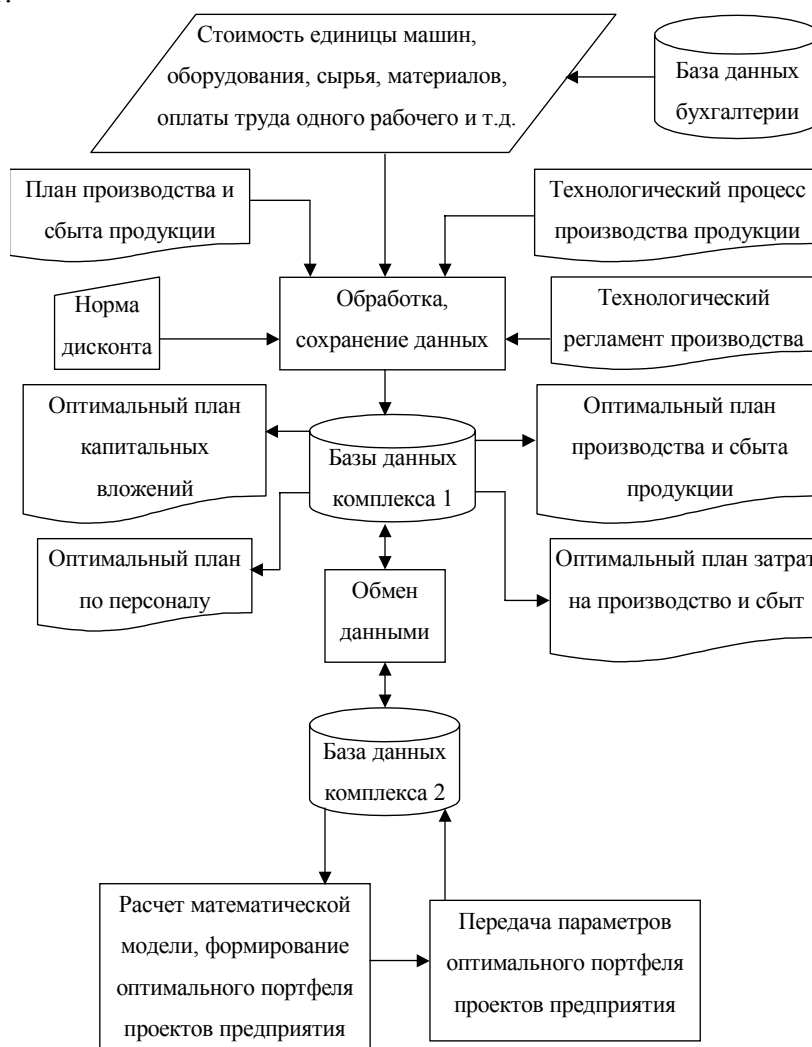 Стоимость единицы машин,
оборудования, сырья, материалов,
оплаты труда одного рабочего и т.д.
База данных
бухгалтерии
План производства и
сбыта продукции
Технологический процесс
производства продукции
Норма
дисконта
Обработка,
сохранение данных
Технологический
регламент производства
Оптимальный план
капитальных
вложений
Базы данных
комплекса 1
Оптимальный план
производства и сбыта
продукции
Оптимальный план
по персоналу
Обмен
данными
Оптимальный план затрат
на производство и сбыт
База данных
комплекса 2
Расчет математической
модели, формирование
оптимального портфеля
проектов предприятия
Передача параметров
оптимального портфеля
проектов предприятия